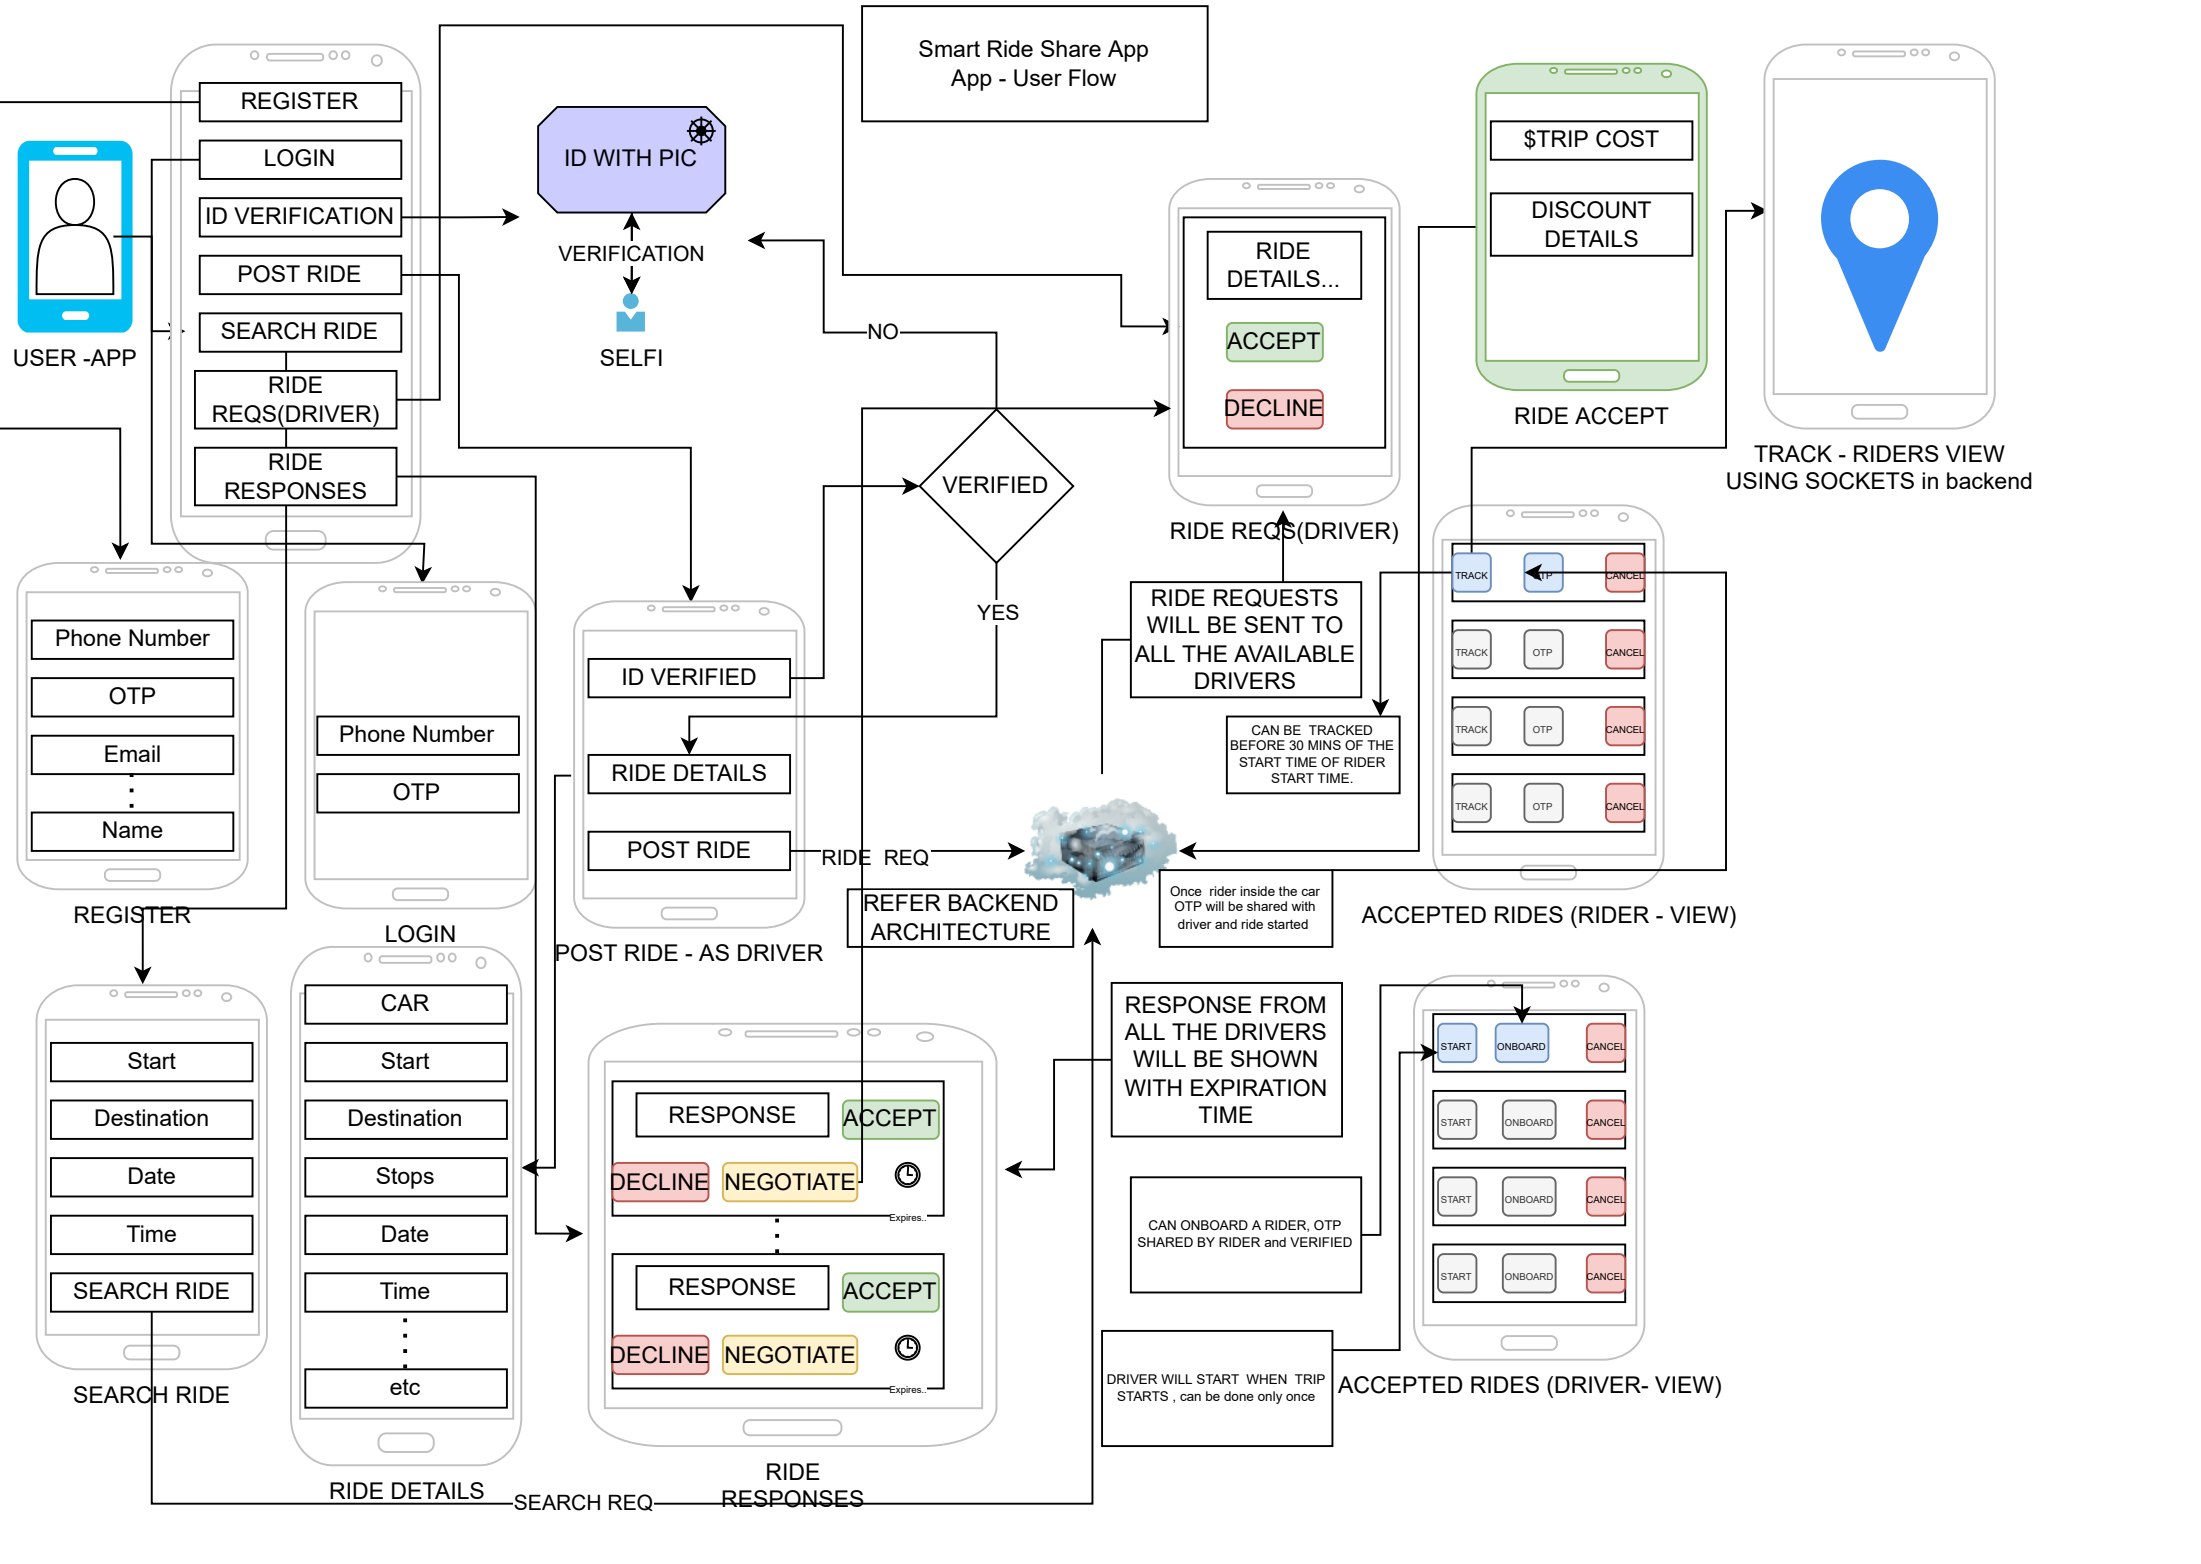 Smart Ride Share App
App - User Flow
REGISTER
LOGIN
ID VERIFICATION
POST RIDE
SEARCH RIDE
RIDE
REQS(DRIVER)
RIDE
RESPONSES
USER -APP
ID WITH PIC
VERIFICATION
SELFI
NO
VERIFIED
YES
RIDE
DETAILS...
ACCEPT
DECLINE
RIDE REQS(DRIVER)
$TRIP COST
DISCOUNT
DETAILS
RIDE ACCEPT
TRACK - RIDERS VIEW
USING SOCKETS in backend
Phone Number
OTP
Email
Name
REGISTER
Phone Number
OTP
LOGIN
ID VERIFIED
RIDE DETAILS
POST RIDE
POST RIDE - AS DRIVER
RIDE REQ
REFER BACKEND
ARCHITECTURE
RIDE REQUESTS
WILL BE SENT TO
ALL THE AVAILABLE
DRIVERS
CAN BE TRACKED
BEFORE 30 MINS OF THE
START TIME OF RIDER
START TIME.
TRACK
OTP
CANCEL
TRACK
OTP
CANCEL
TRACK
OTP
CANCEL
TRACK
OTP
CANCEL
ACCEPTED RIDES (RIDER - VIEW)
Once rider inside the car
OTP will be shared with
driver and ride started
Start
Destination
Date
Time
SEARCH RIDE
SEARCH RIDE
CAR
Start
Destination
Stops
Date
Time
etc
RIDE DETAILS
SEARCH REQ
RESPONSE
ACCEPT
DECLINE
NEGOTIATE
Expires..
RESPONSE
ACCEPT
DECLINE
NEGOTIATE
Expires..
RIDE
RESPONSES
RESPONSE FROM
ALL THE DRIVERS
WILL BE SHOWN
WITH EXPIRATION
TIME
CAN ONBOARD A RIDER, OTP
SHARED BY RIDER and VERIFIED
DRIVER WILL START WHEN TRIP
STARTS , can be done only once
START
ONBOARD
CANCEL
START
ONBOARD
CANCEL
START
ONBOARD
CANCEL
START
ONBOARD
CANCEL
ACCEPTED RIDES (DRIVER- VIEW)